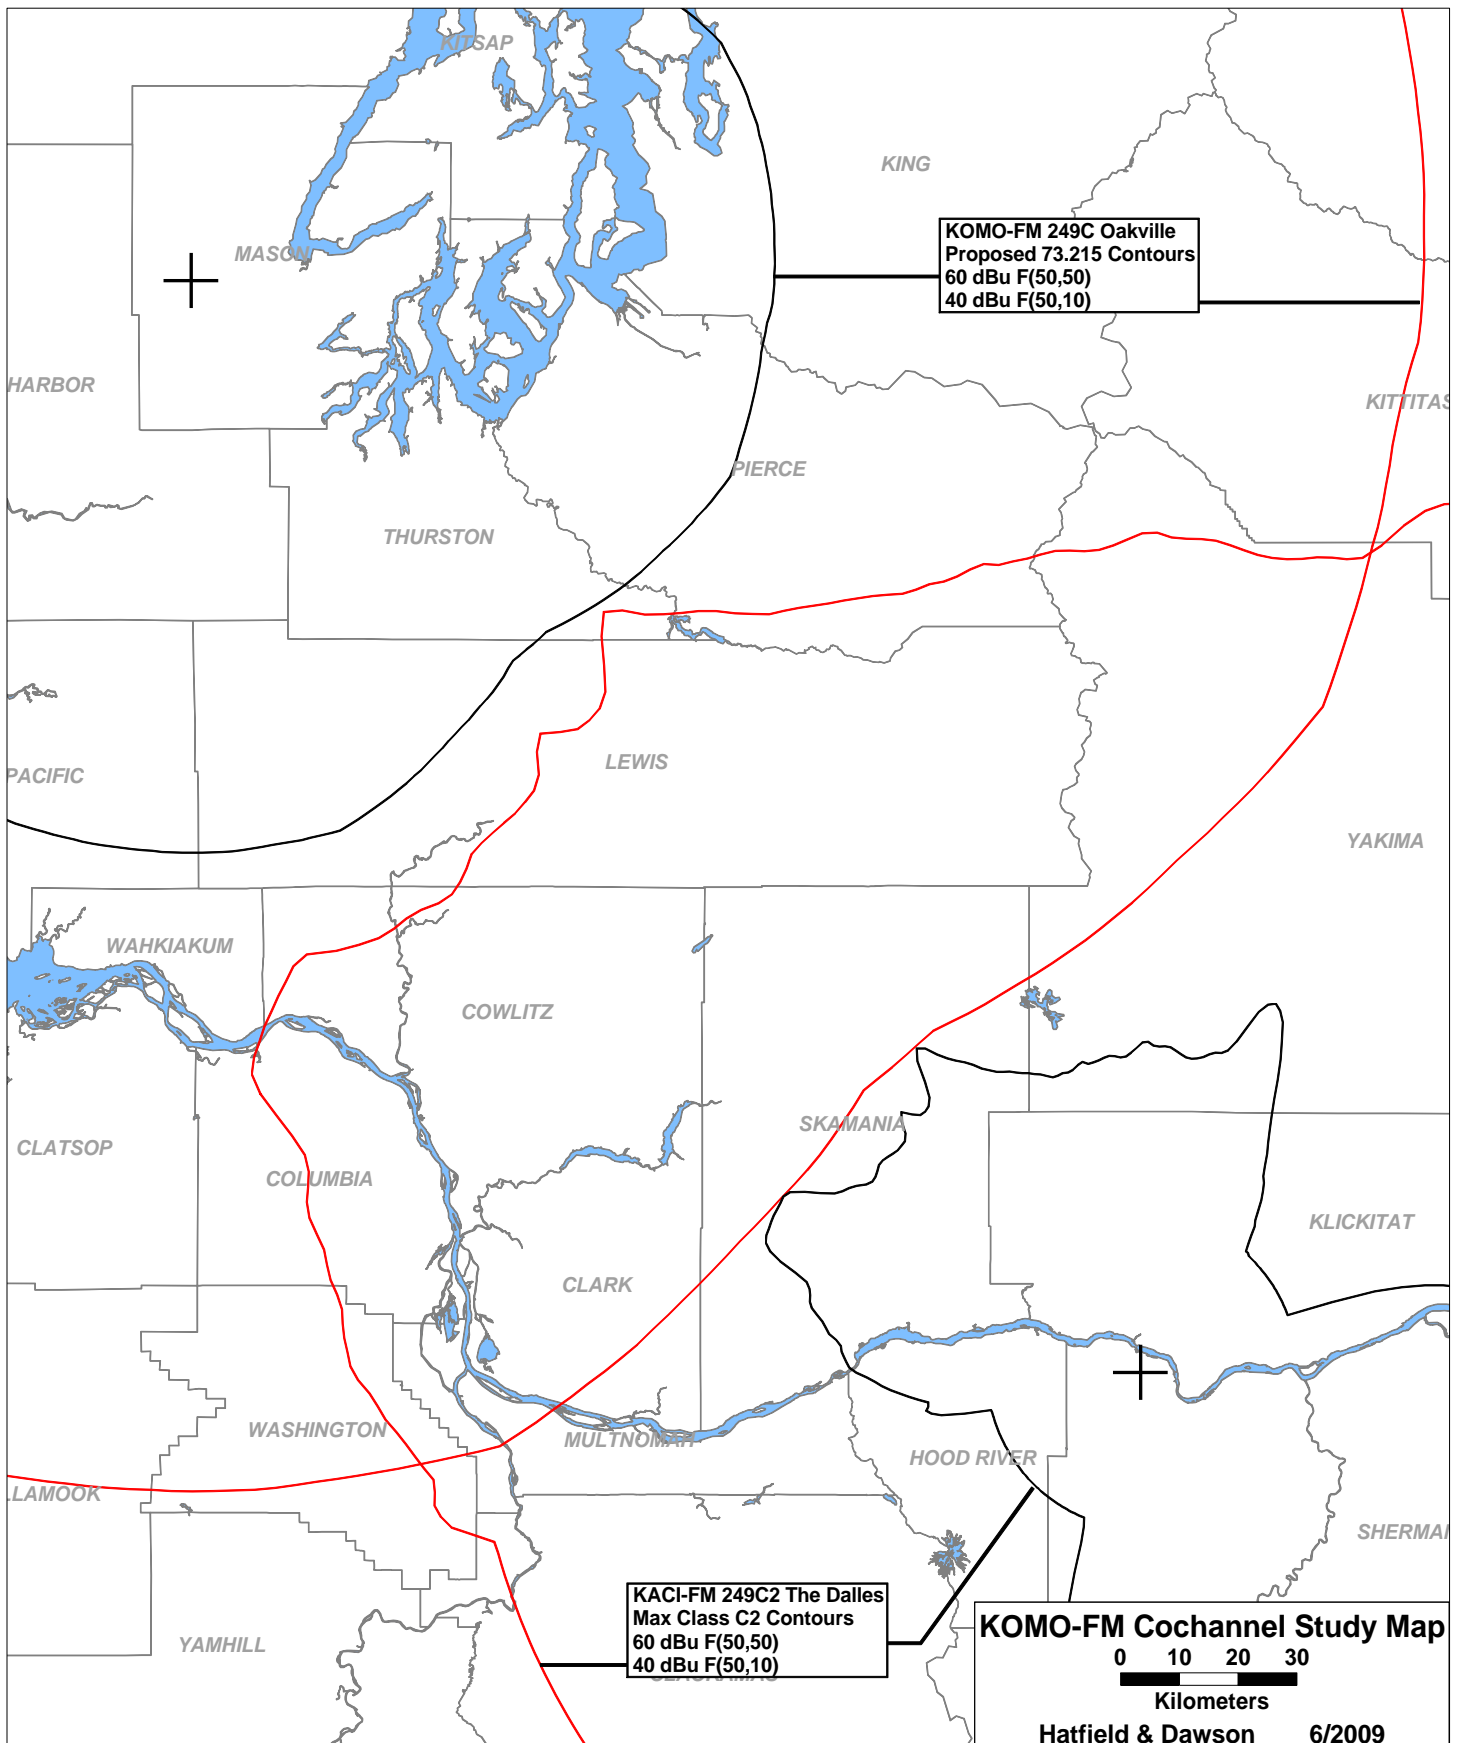 KITSAP
KING
MASON
KOMO-FM 249C Oakville
Proposed 73.215 Contours
60 dBu F(50,50)
40 dBu F(50,10)
HARBOR
KITTITAS
PIERCE
THURSTON
LEWIS
PACIFIC
YAKIMA
WAHKIAKUM
COWLITZ
SKAMANIA
CLATSOP
COLUMBIA
KLICKITAT
CLARK
WASHINGTON
MULTNOMAH
HOOD RIVER
LLAMOOK
SHERMAN
KACI-FM 249C2 The Dalles
Max Class C2 Contours
60 dBu F(50,50)
40 dBu F(50,10)
YAMHILL
CLACKAMAS
KOMO-FM Cochannel Study Map
0 10 20 30
Kilometers
Hatfield & Dawson 6/2009